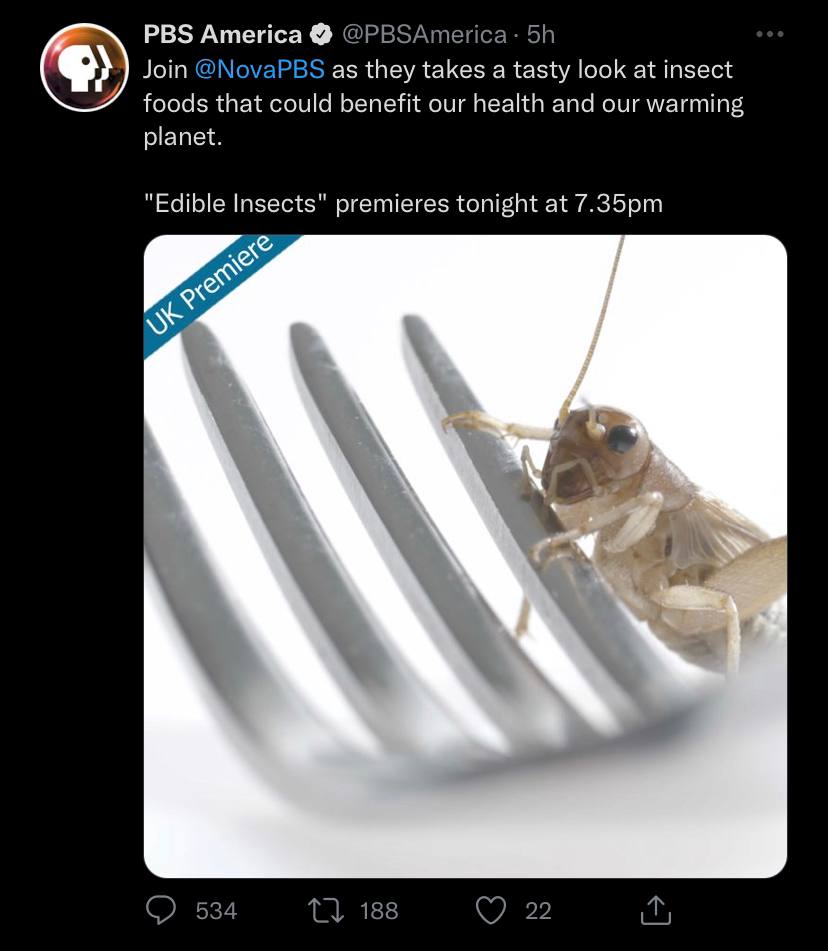 PBS America @PBSAmerica · 5h
Join @NovaPBS as they takes a tasty look at insect
foods that could benefit our health and our warming
planet.
"Edible Insects" premieres tonight at 7.35pm
UK Premiere
534 188 22